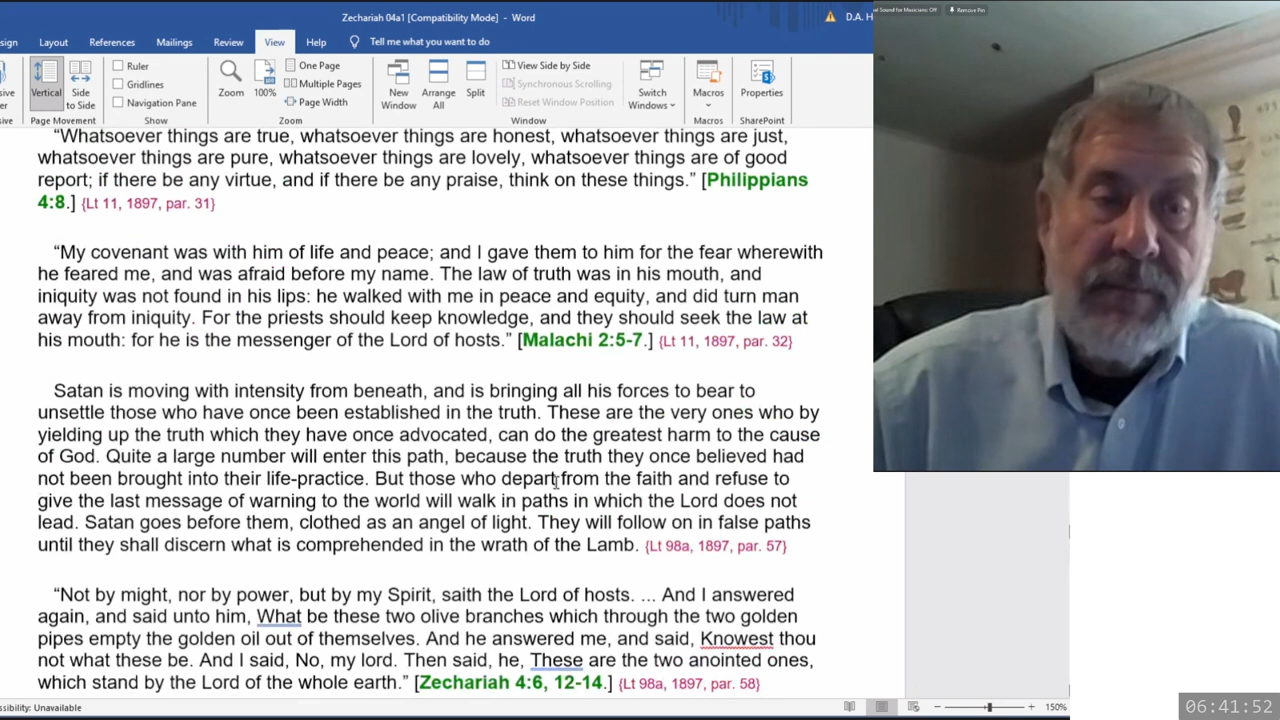 Zechariah 04a1 [Compatibility Mode] - Word
D.A. H
al Sound for Musicians: Off
Remove Pin
sign Layout References Mailings Review View Help Tell me what you want to do
Vertical
Side to Side
Page Movement
Ruler
Gridlines
Navigation Pane
Show
Zoom
100%
One Page
Multiple Pages
Page Width
Zoom
New Window
Arrange All
Split
View Side by Side
Synchronous Scrolling
Reset Window Position
Switch Windows
Window
Macros
Macros
Properties
SharePoint
“Whatsoever things are true, whatsoever things are honest, whatsoever things are just,
whatsoever things are pure, whatsoever things are lovely, whatsoever things are of good
report; if there be any virtue, and if there be any praise, think on these things.” [Philippians
4:8.] {Lt 11, 1897, par. 31}
“My covenant was with him of life and peace; and I gave them to him for the fear wherewith
he feared me, and was afraid before my name. The law of truth was in his mouth, and
iniquity was not found in his lips: he walked with me in peace and equity, and did turn man
away from iniquity. For the priests should keep knowledge, and they should seek the law at
his mouth: for he is the messenger of the Lord of hosts.” [Malachi 2:5-7.] {Lt 11, 1897, par. 32}
Satan is moving with intensity from beneath, and is bringing all his forces to bear to
unsettle those who have once been established in the truth. These are the very ones who by
yielding up the truth which they have once advocated, can do the greatest harm to the cause
of God. Quite a large number will enter this path, because the truth they once believed had
not been brought into their life-practice. But those who depart from the faith and refuse to
give the last message of warning to the world will walk in paths in which the Lord does not
lead. Satan goes before them, clothed as an angel of light. They will follow on in false paths
until they shall discern what is comprehended in the wrath of the Lamb. {Lt 98a, 1897, par. 57}
“Not by might, nor by power, but by my Spirit, saith the Lord of hosts. ... And I answered
again, and said unto him, What be these two olive branches which through the two golden
pipes empty the golden oil out of themselves. And he answered me, and said, Knowest thou
not what these be. And I said, No, my lord. Then said, he, These are the two anointed ones,
which stand by the Lord of the whole earth.” [Zechariah 4:6, 12-14.] {Lt 98a, 1897, par. 58}
ssibility: Unavailable
150%
06:41:52